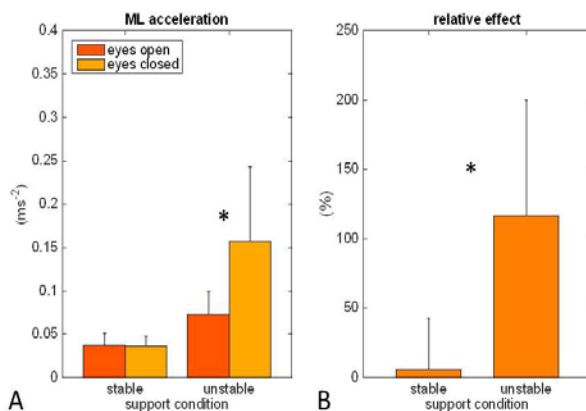 ML acceleration
0.4
0.35
0.3
0.25
0.2
0.15
0.1
0.05
0
(ms-2)
eyes open
eyes closed
*
stable
unstable
support condition
A
relative effect
250
200
150
100
50
0
(%)
*
stable
unstable
support condition
B